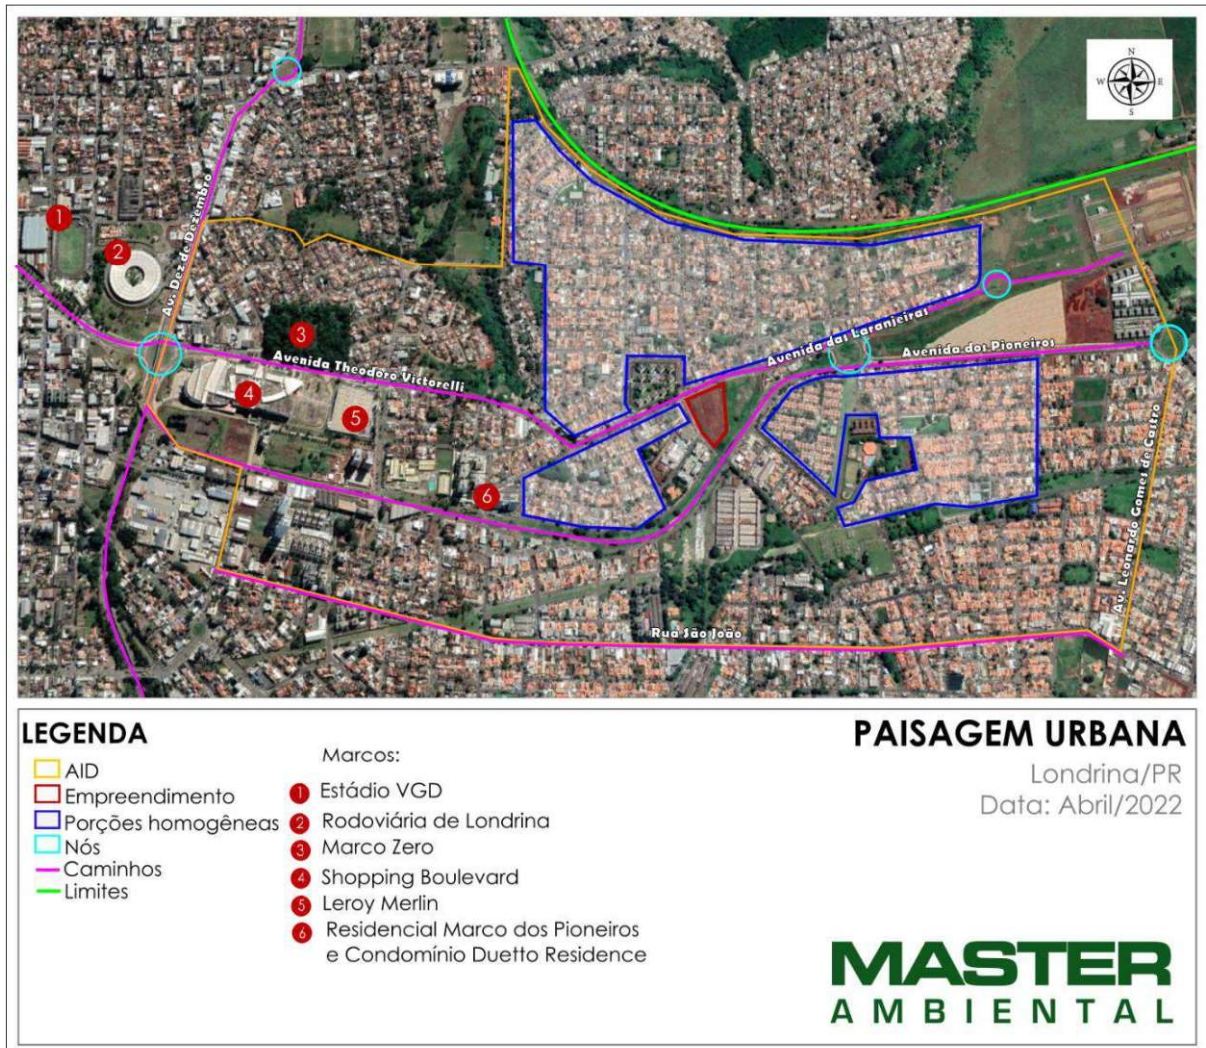 N
W E
S
1
Av. Dez de Dezembro
2
3
Avenida Theodoro Victorelli
Avenida das Laranjeiras
Avenida dos Pioneiros
4
5
6
Av. Leonardo Gomes de Castro
Rua São João
LEGENDA
AID
Empreendimento
Porções homogêneas
Nós
Caminhos
Limites
Marcos:
1 Estádio VGD
2 Rodoviária de Londrina
3 Marco Zero
4 Shopping Boulevard
5 Leroy Merlin
6 Residencial Marco dos Pioneiros
e Condomínio Duetto Residence
PAISAGEM URBANA
Londrina/PR
Data: Abril/2022
MASTER
AMBIENTAL